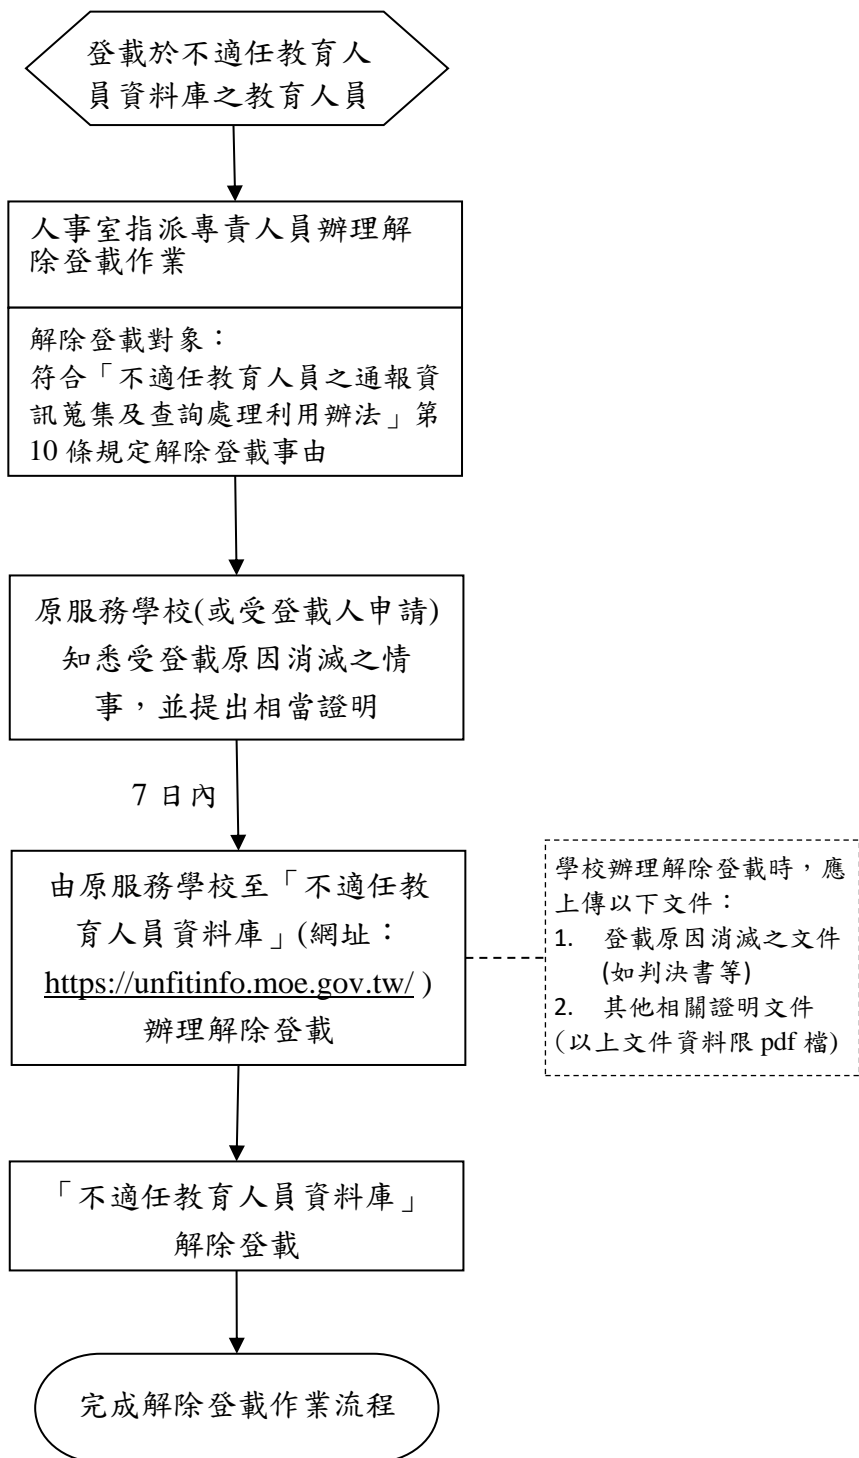 登載於不適任教育人
員資料庫之教育人員
人事室指派專責人員辦理解
除登載作業
解除登載對象：
符合「不適任教育人員之通報資
訊蒐集及查詢處理利用辦法」第
10 條規定解除登載事由
原服務學校(或受登載人申請)
知悉受登載原因消滅之情
事，並提出相當證明
7 日內
由原服務學校至「不適任教
育人員資料庫」(網址：
https://unfitinfo.moe.gov.tw/ )
辦理解除登載
學校辦理解除登載時，應
上傳以下文件：
1. 登載原因消滅之文件
(如判決書等)
2. 其他相關證明文件
（以上文件資料限 pdf 檔)
「不適任教育人員資料庫」
解除登載
完成解除登載作業流程